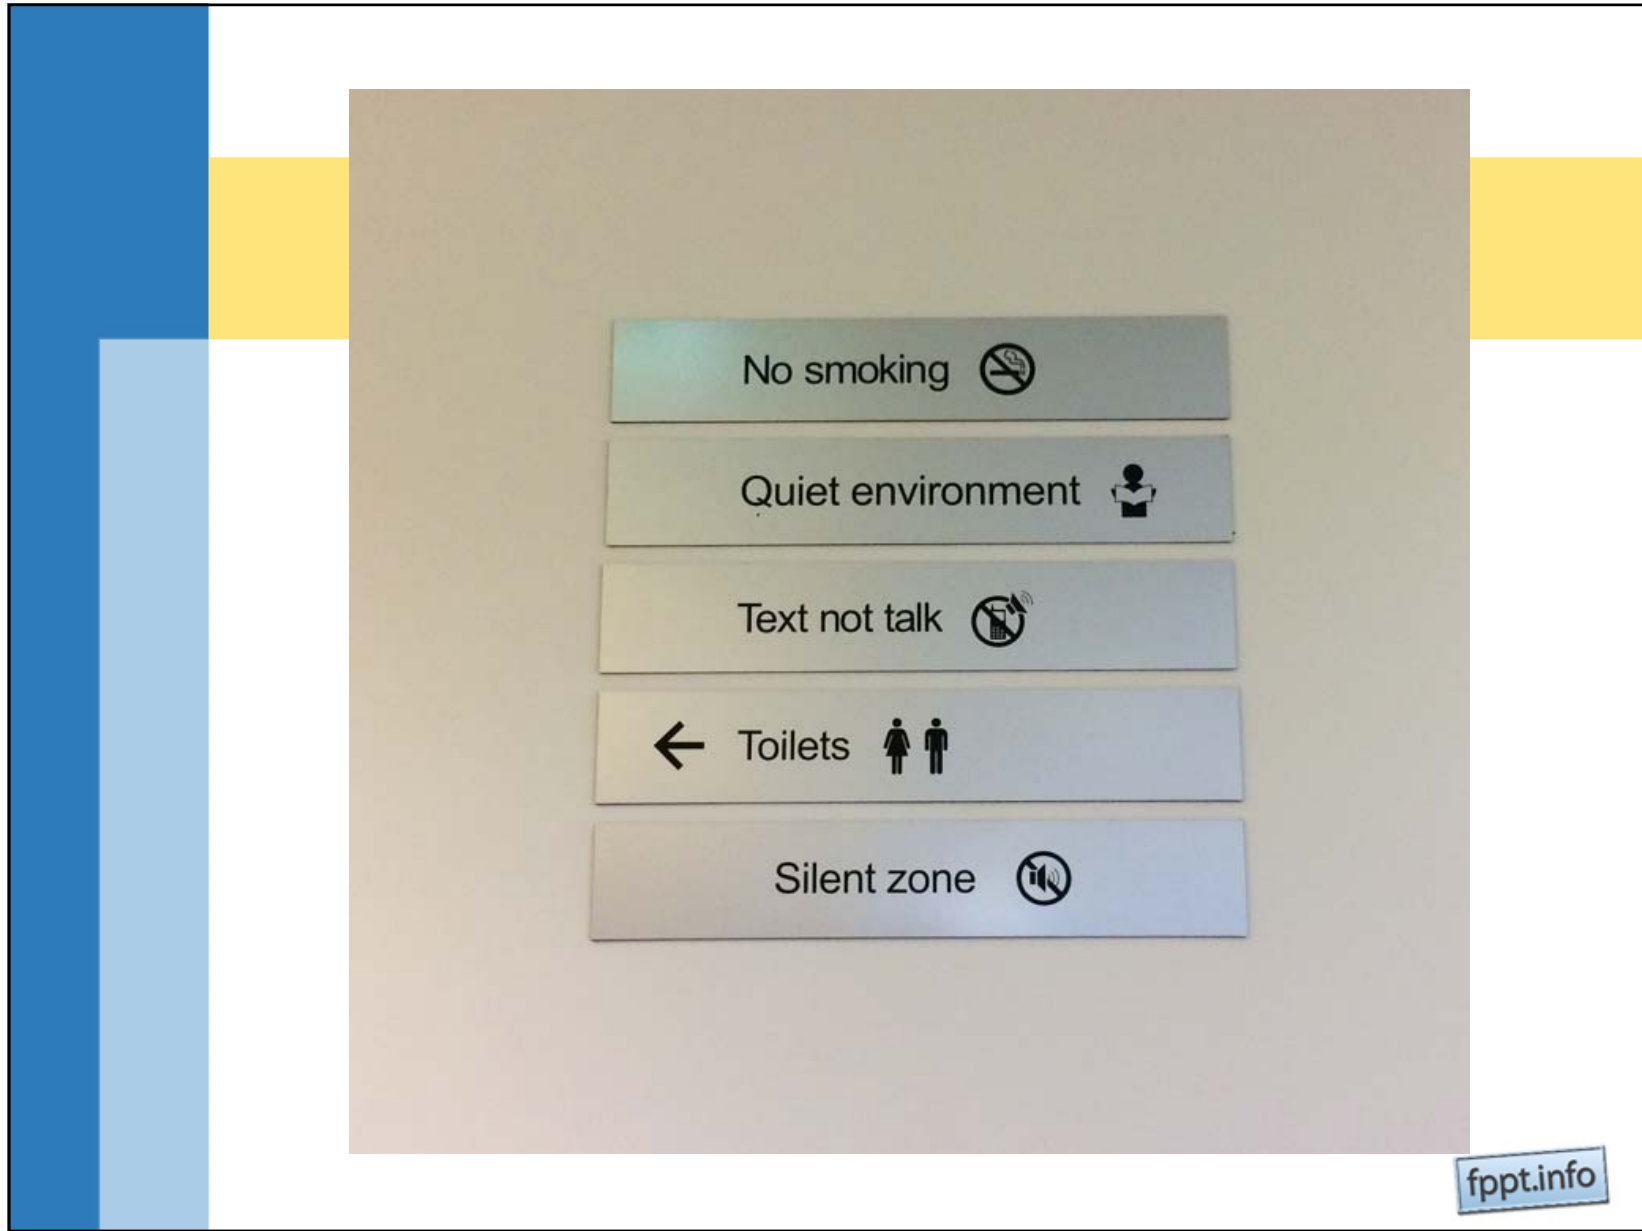 No smoking
Quiet environment
Text not talk
Toilets
Silent zone
fppt.info